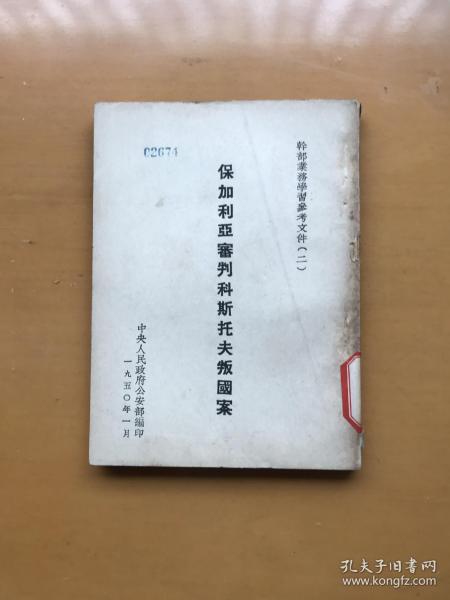 幹部業務學習參考文件(二)
保加利亞審判科斯托夫叛國案
中央人民政府公安部編印
一九五〇年一月
02674
孔夫子旧书网
www.kongfz.com